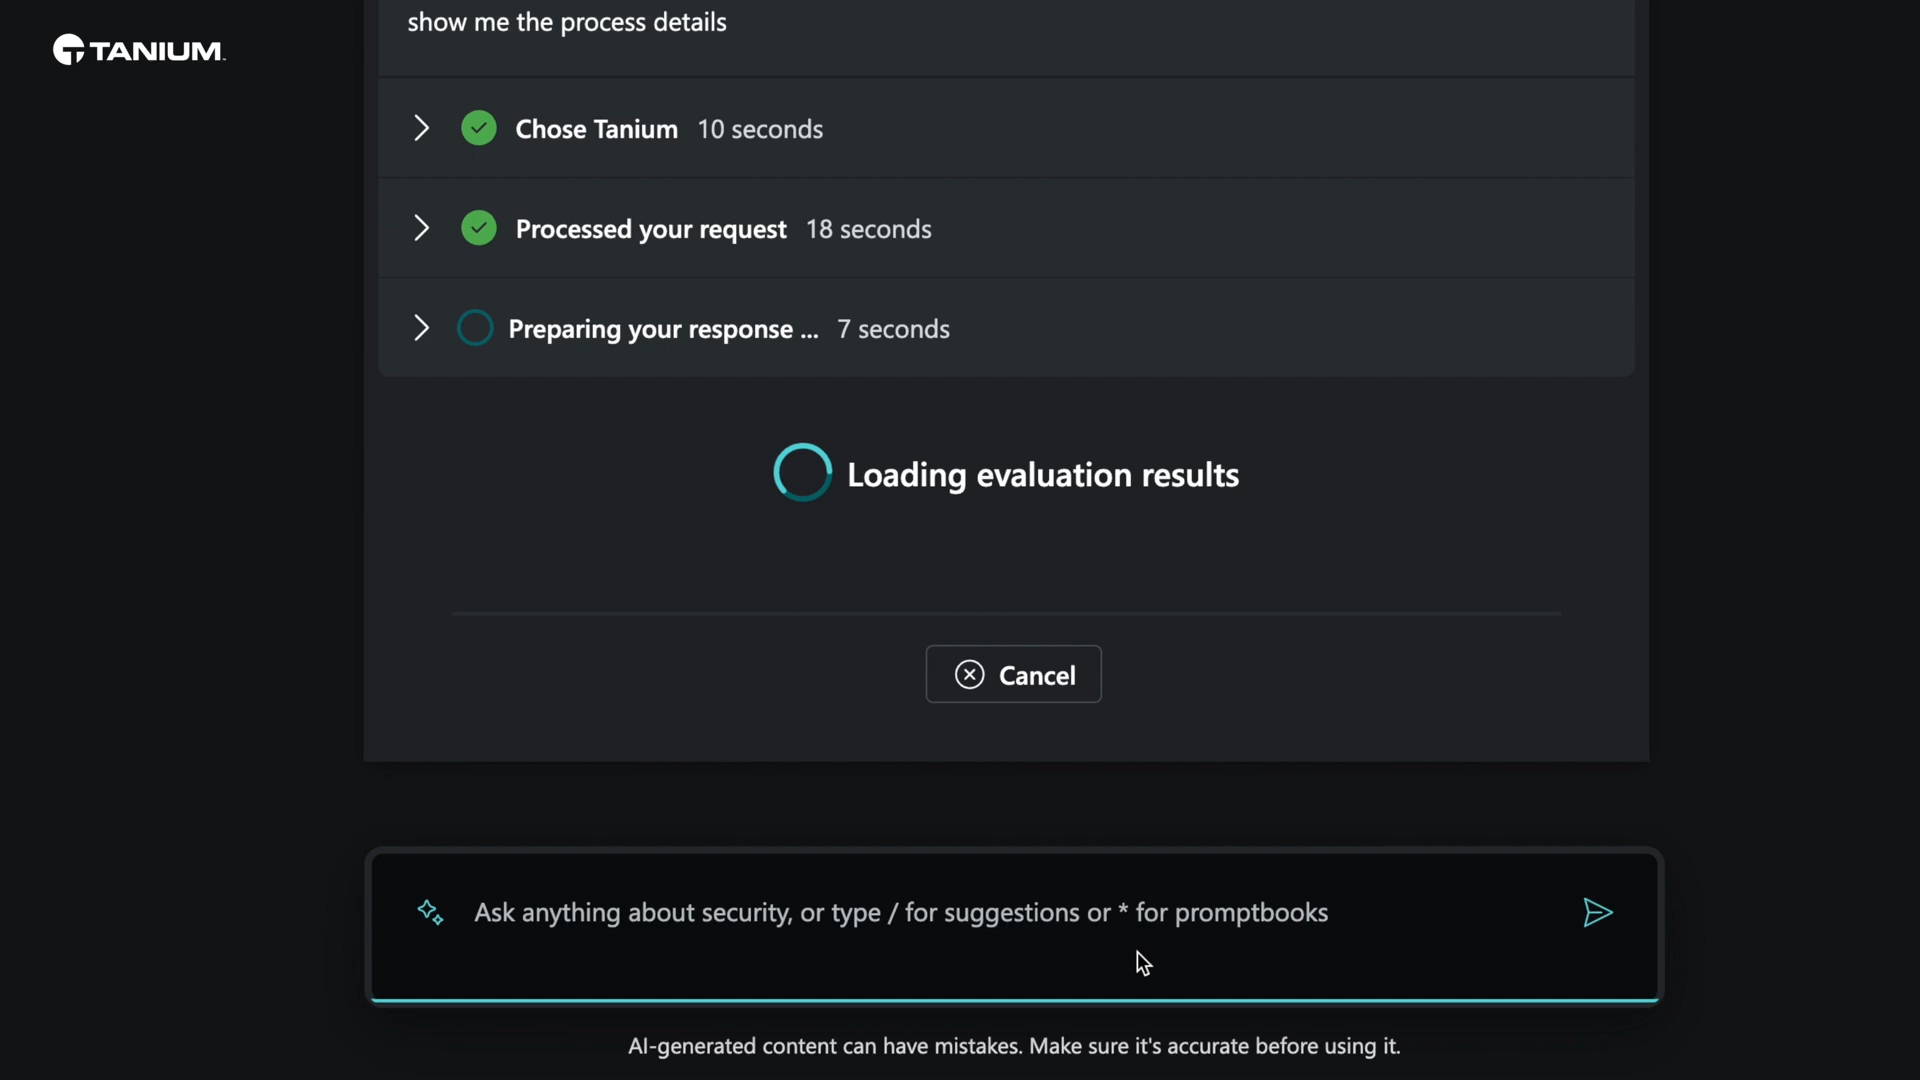 show me the process details
TANIUM
Chose Tanium 10 seconds
Processed your request 18 seconds
Preparing your response ... 7 seconds
Loading evaluation results
Cancel
Ask anything about security, or type / for suggestions or * for promptbooks
AI-generated content can have mistakes. Make sure it's accurate before using it.